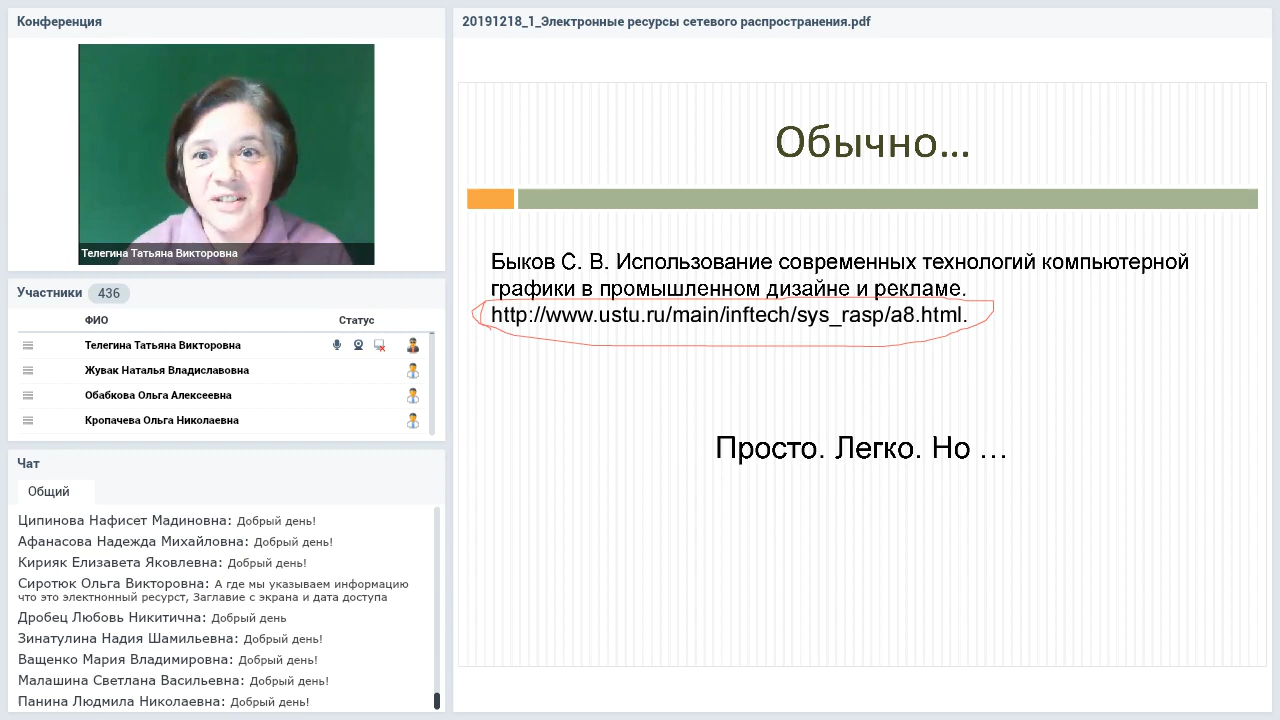 Конференция
Телегина Татьяна Викторовна
Участники 436
ФИО Статус
Телегина Татьяна Викторовна
Жувак Наталья Владиславовна
Обабкова Ольга Алексеевна
Кропачева Ольга Николаевна
Чат
Общий
Ципинова Нафисет Мадиновна: Добрый день!
Афанасова Надежда Михайловна: Добрый день!
Кирияк Елизавета Яковлевна: Добрый день!
Сиротюк Ольга Викторовна: А где мы указываем информацию
что это электнонный ресурст, Заглавие с экрана и дата доступа
Дробец Любовь Никитична: Добрый день
Зинатулина Надия Шамильевна: Добрый день!
Ващенко Мария Владимировна: Добрый день!
Малашина Светлана Васильевна: Добрый день!
Панина Людмила Николаевна: Добрый день!
20191218_1_Электронные ресурсы сетевого распространения.pdf
Обычно...
Быков С. В. Использование современных технологий компьютерной
графики в промышленном дизайне и рекламе.
http://www.ustu.ru/main/inftech/sys_rasp/a8.html.
Просто. Легко. Но ...